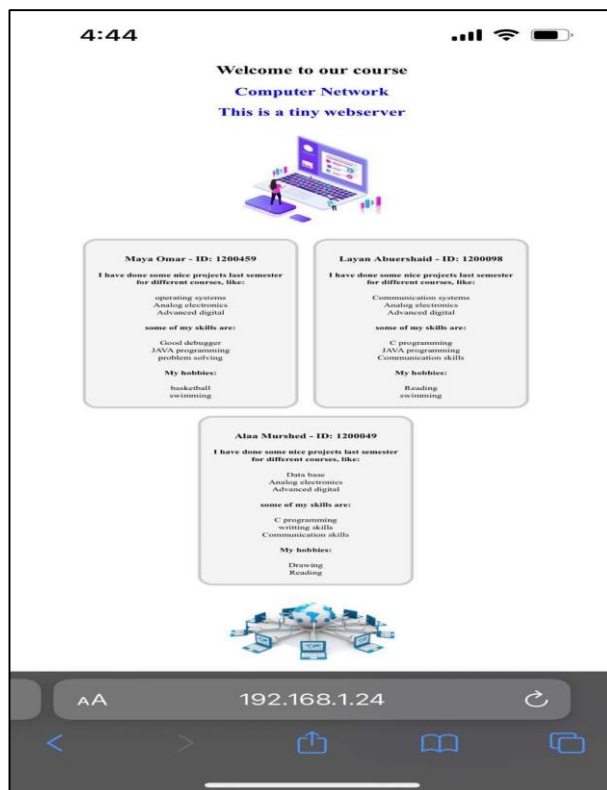 4:44
Welcome to our course
Computer Network
This is a tiny webserver
Maya Omar - ID: 1200459
I have done some nice projects last semester
for different courses, like:
operating systems
Analog electronics
Advanced digital
some of my skills are:
Good debugger
JAVA programming
problem solving
My hobbies:
basketball
swimming
Layan Abuershaid - ID: 1200098
I have done some nice projects last semester
for different courses, like:
Communication systems
Analog electronics
Advanced digital
some of my skills are:
C programming
JAVA programming
Communication skills
My hobbies:
Reading
swimming
Alaa Murshed - ID: 1200049
I have done some nice projects last semester
for different courses, like:
Data base
Analog electronics
Advanced digital
some of my skills are:
C programming
writting skills
Communication skills
My hobbies:
Drawing
Reading
AA
192.168.1.24